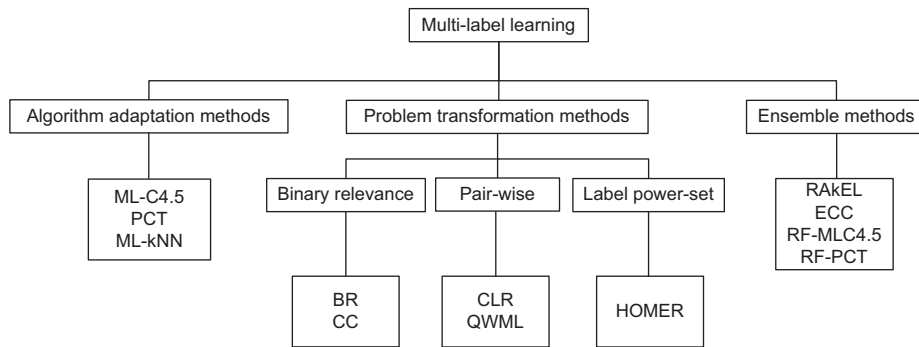 Multi-label learning
Algorithm adaptation methods
Problem transformation methods
Ensemble methods
ML-C4.5
PCT
ML-kNN
Binary relevance
Pair-wise
Label power-set
RAkEL
ECC
RF-MLC4.5
RF-PCT
BR
CC
CLR
QWML
HOMER